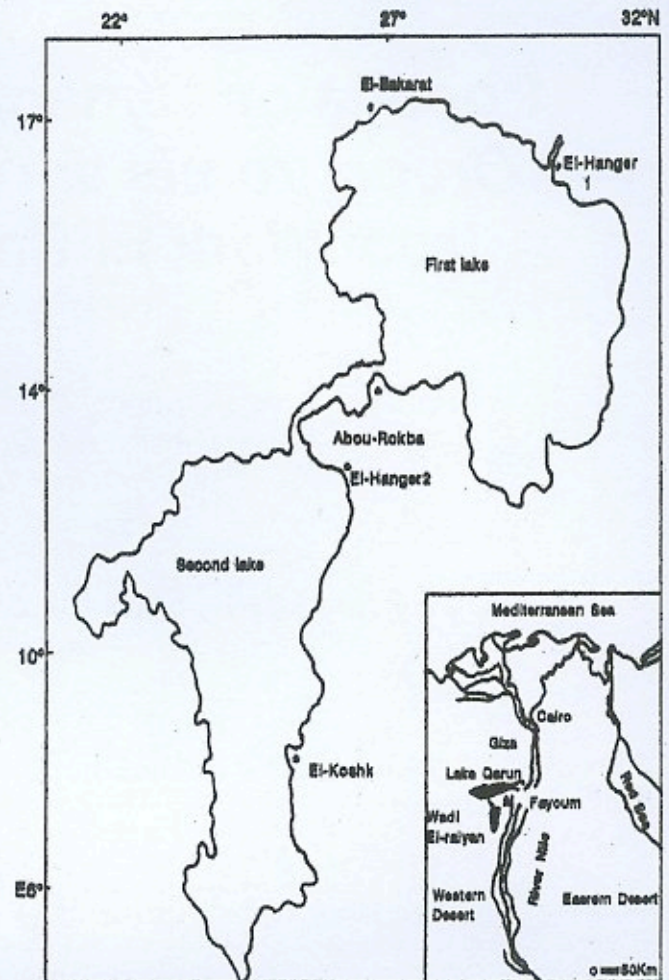 22°
27°
32°N
17°
El-Bakarat
El-Hanger
1
First lake
14°
Abou-Rokba
El-Hanger2
Second lake
10°
El-Koshk
E6°
Mediterranean Sea
Cairo
Giza
Lake Qarun
Fayoum
Wadi
El-raiyan
River Nile
Red Sea
Western
Desert
Eastern Desert
50Km